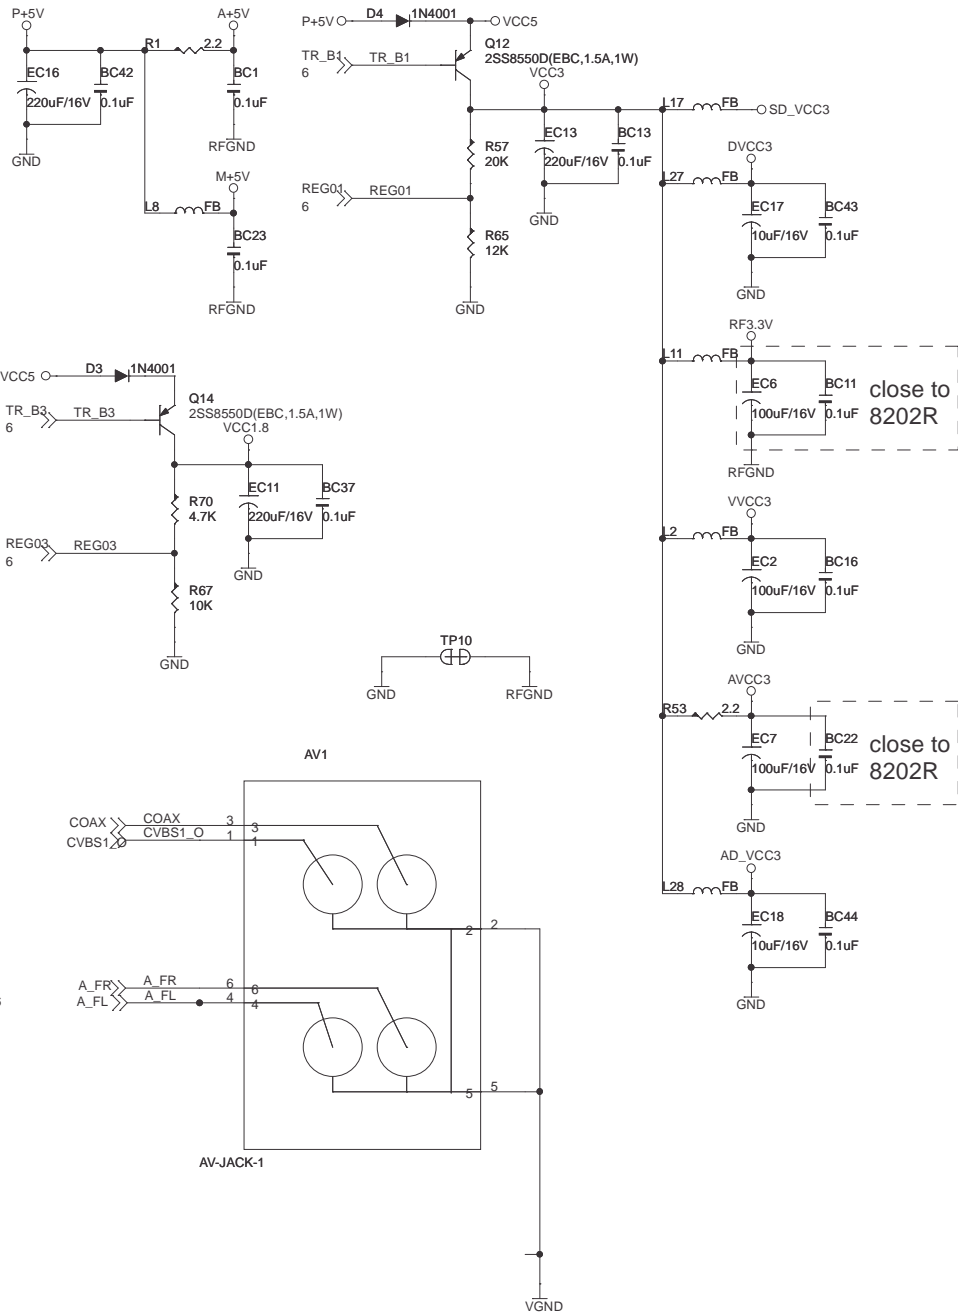 P+5V
A+5V
R1
2.2
EC16
220uF/16V
BC42
0.1uF
GND
BC1
0.1uF
RFGND
M+5V
L8
FB
BC23
0.1uF
RFGND
P+5V
D4
1N4001
VCC5
TR_B1
6
TR_B1
Q12
2SS8550D(EBC,1.5A,1W)
VCC3
R57
20K
EC13
220uF/16V
BC13
0.1uF
GND
REG01
6
REG01
R65
12K
GND
L17
FB
SD_VCC3
DVCC3
L27
FB
EC17
10uF/16V
BC43
0.1uF
GND
RF3.3V
L11
FB
EC6
100uF/16V
BC11
0.1uF
close to
8202R
RFGND
VCC5
D3
1N4001
TR_B3
6
TR_B3
Q14
2SS8550D(EBC,1.5A,1W)
VCC1.8
R70
4.7K
EC11
220uF/16V
BC37
0.1uF
GND
REG03
6
REG03
R67
10K
GND
VVCC3
L2
FB
EC2
100uF/16V
BC16
0.1uF
GND
TP10
GND
RFGND
AVCC3
R53
2.2
EC7
100uF/16V
BC22
0.1uF
close to
8202R
GND
AD_VCC3
L28
FB
EC18
10uF/16V
BC44
0.1uF
GND
AV1
COAX
COAX
3
3
CVBS1_O
CVBS1_O
1
1
2
2
A_FR
A_FR
6
6
A_FL
A_FL
4
4
5
5
AV-JACK-1
VGND